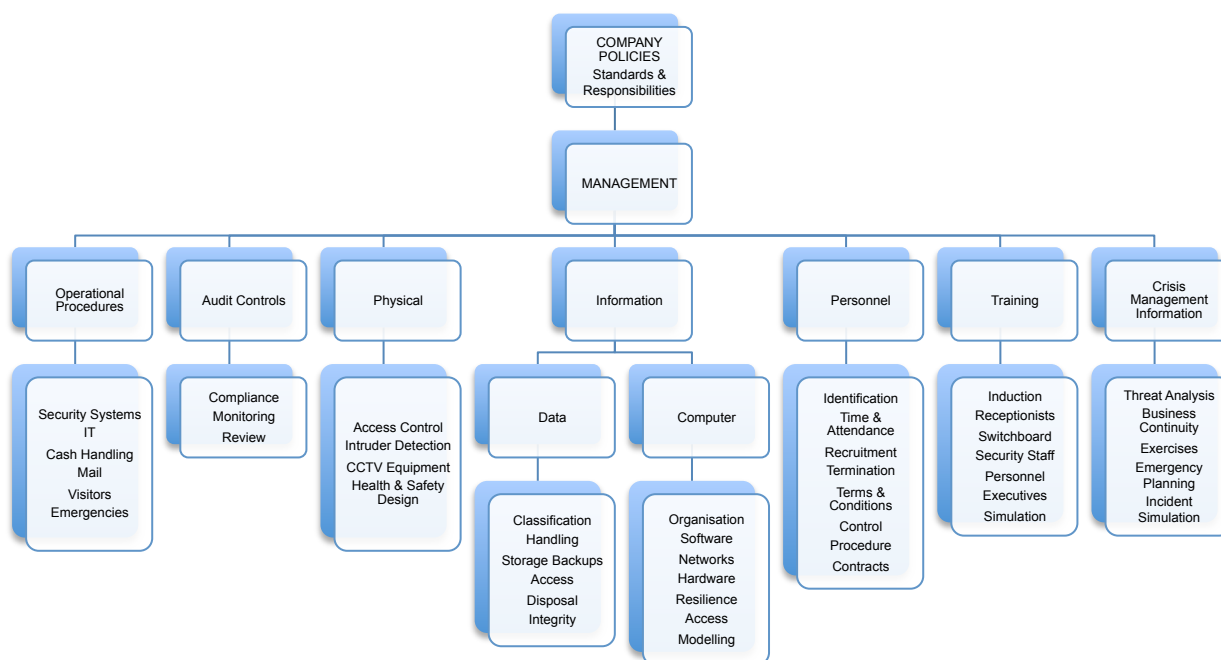 COMPANY
POLICIES
Standards &
Responsibilities
MANAGEMENT
Operational
Procedures
Audit Controls
Physical
Information
Personnel
Training
Crisis
Management
Information
Security Systems
IT
Cash Handling
Mail
Visitors
Emergencies
Compliance
Monitoring
Review
Access Control
Intruder Detection
CCTV Equipment
Health & Safety
Design
Data
Computer
Classification
Handling
Storage Backups
Access
Disposal
Integrity
Organisation
Software
Networks
Hardware
Resilience
Access
Modelling
Identification
Time &
Attendance
Recruitment
Termination
Terms &
Conditions
Control
Procedure
Contracts
Induction
Receptionists
Switchboard
Security Staff
Personnel
Executives
Simulation
Threat Analysis
Business
Continuity
Exercises
Emergency
Planning
Incident
Simulation